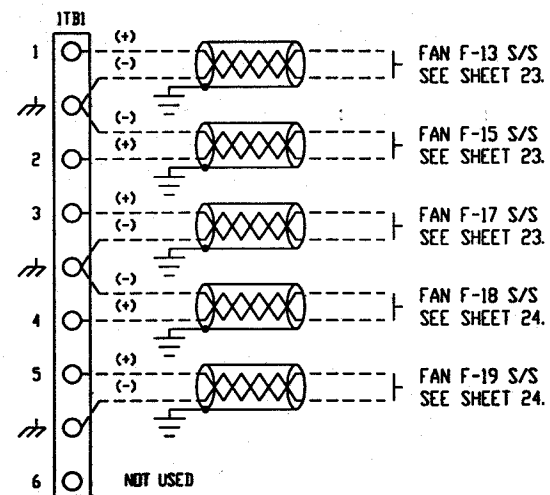 1TB1
1
(+)
(-)
FAN F-13 S/S
SEE SHEET 23.
(-)
2
(+)
FAN F-15 S/S
SEE SHEET 23.
3
(+)
(-)
FAN F-17 S/S
SEE SHEET 23.
(-)
4
(+)
FAN F-18 S/S
SEE SHEET 24.
5
(+)
(-)
FAN F-19 S/S
SEE SHEET 24.
6
NOT USED